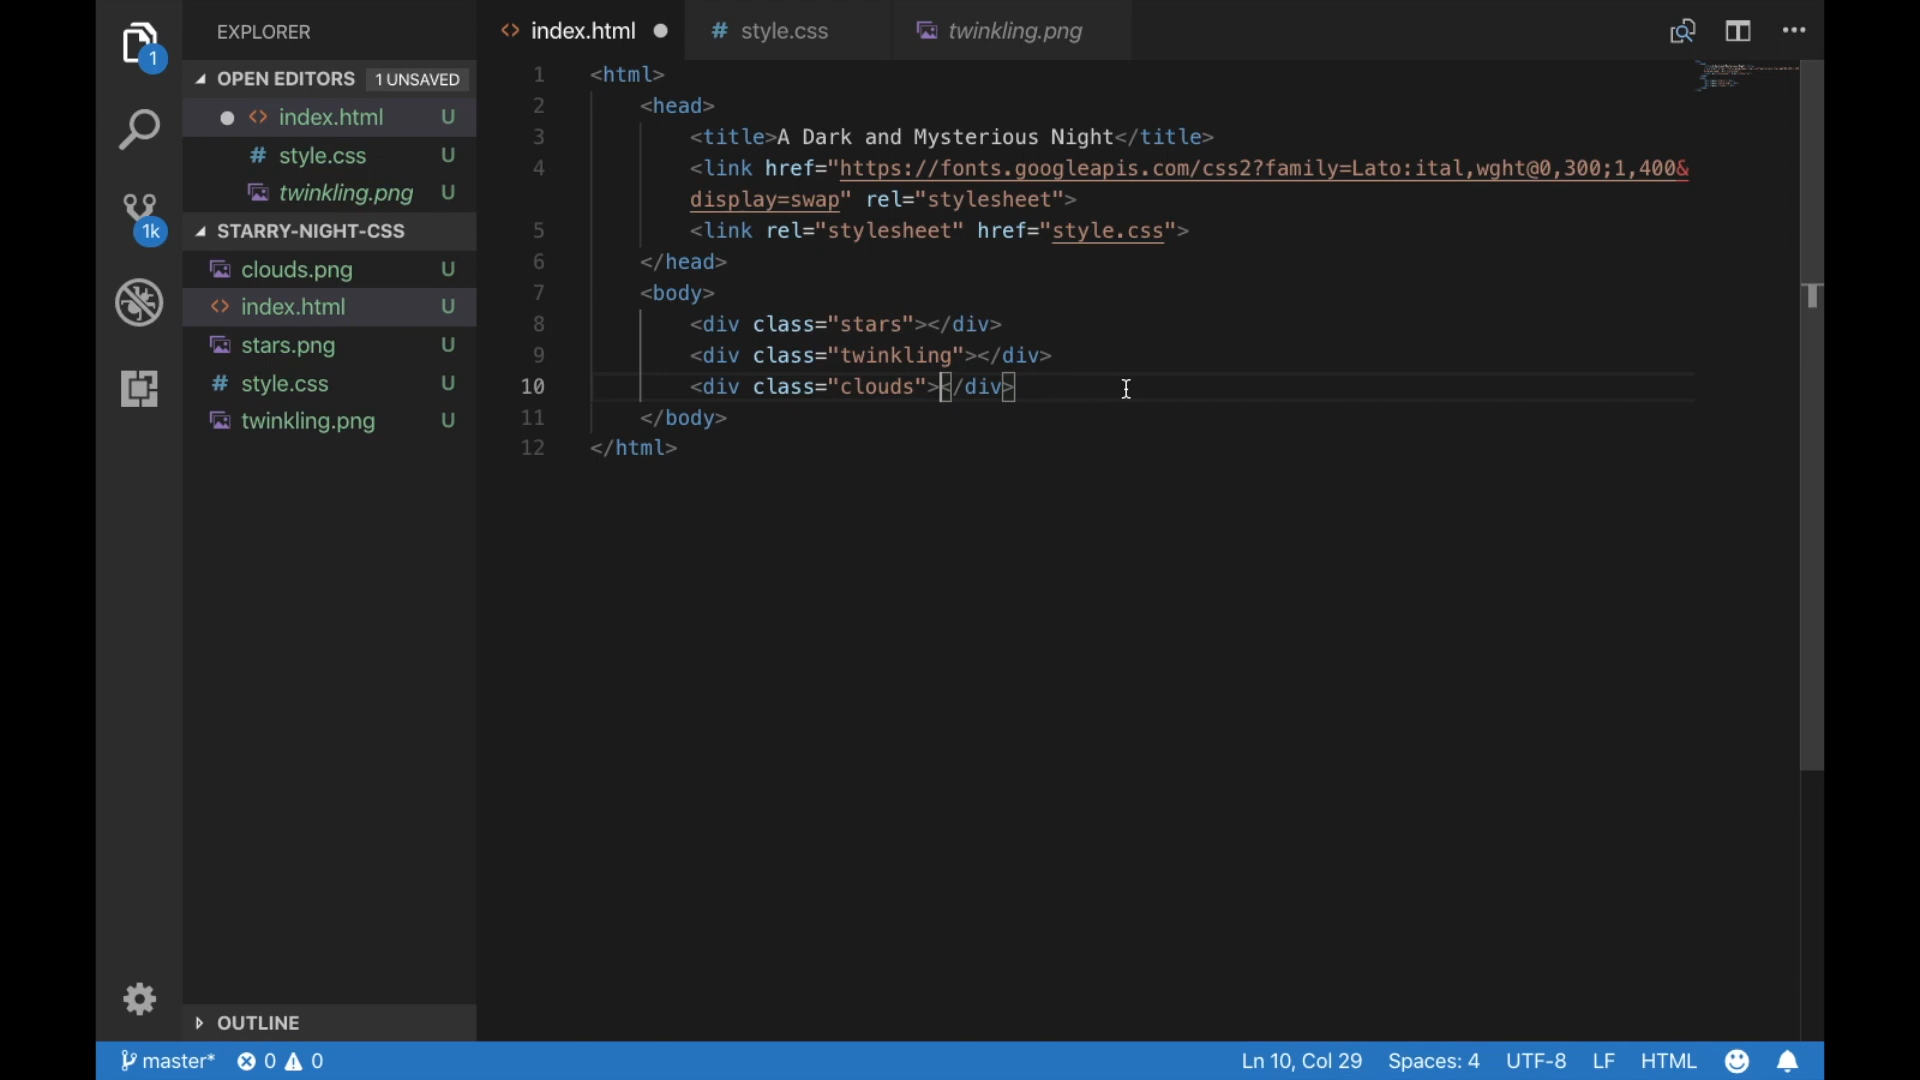 EXPLORER
<> index.html ●
# style.css
twinkling.png
1
OPEN EDITORS 1 UNSAVED
● <> index.html U
# style.css U
twinkling.png U
1k
STARRY-NIGHT-CSS
clouds.png U
<> index.html U
stars.png U
# style.css U
twinkling.png U
OUTLINE
1 <html>
2 <head>
3 <title>A Dark and Mysterious Night</title>
4 <link href="https://fonts.googleapis.com/css2?family=Lato:ital,wght@0,300;1,400&
display=swap" rel="stylesheet">
5 <link rel="stylesheet" href="style.css">
6 </head>
7 <body>
8 <div class="stars"></div>
9 <div class="twinkling"></div>
10 <div class="clouds"></div>
11 </body>
12 </html>
master* 0 0 Ln 10, Col 29 Spaces: 4 UTF-8 LF HTML